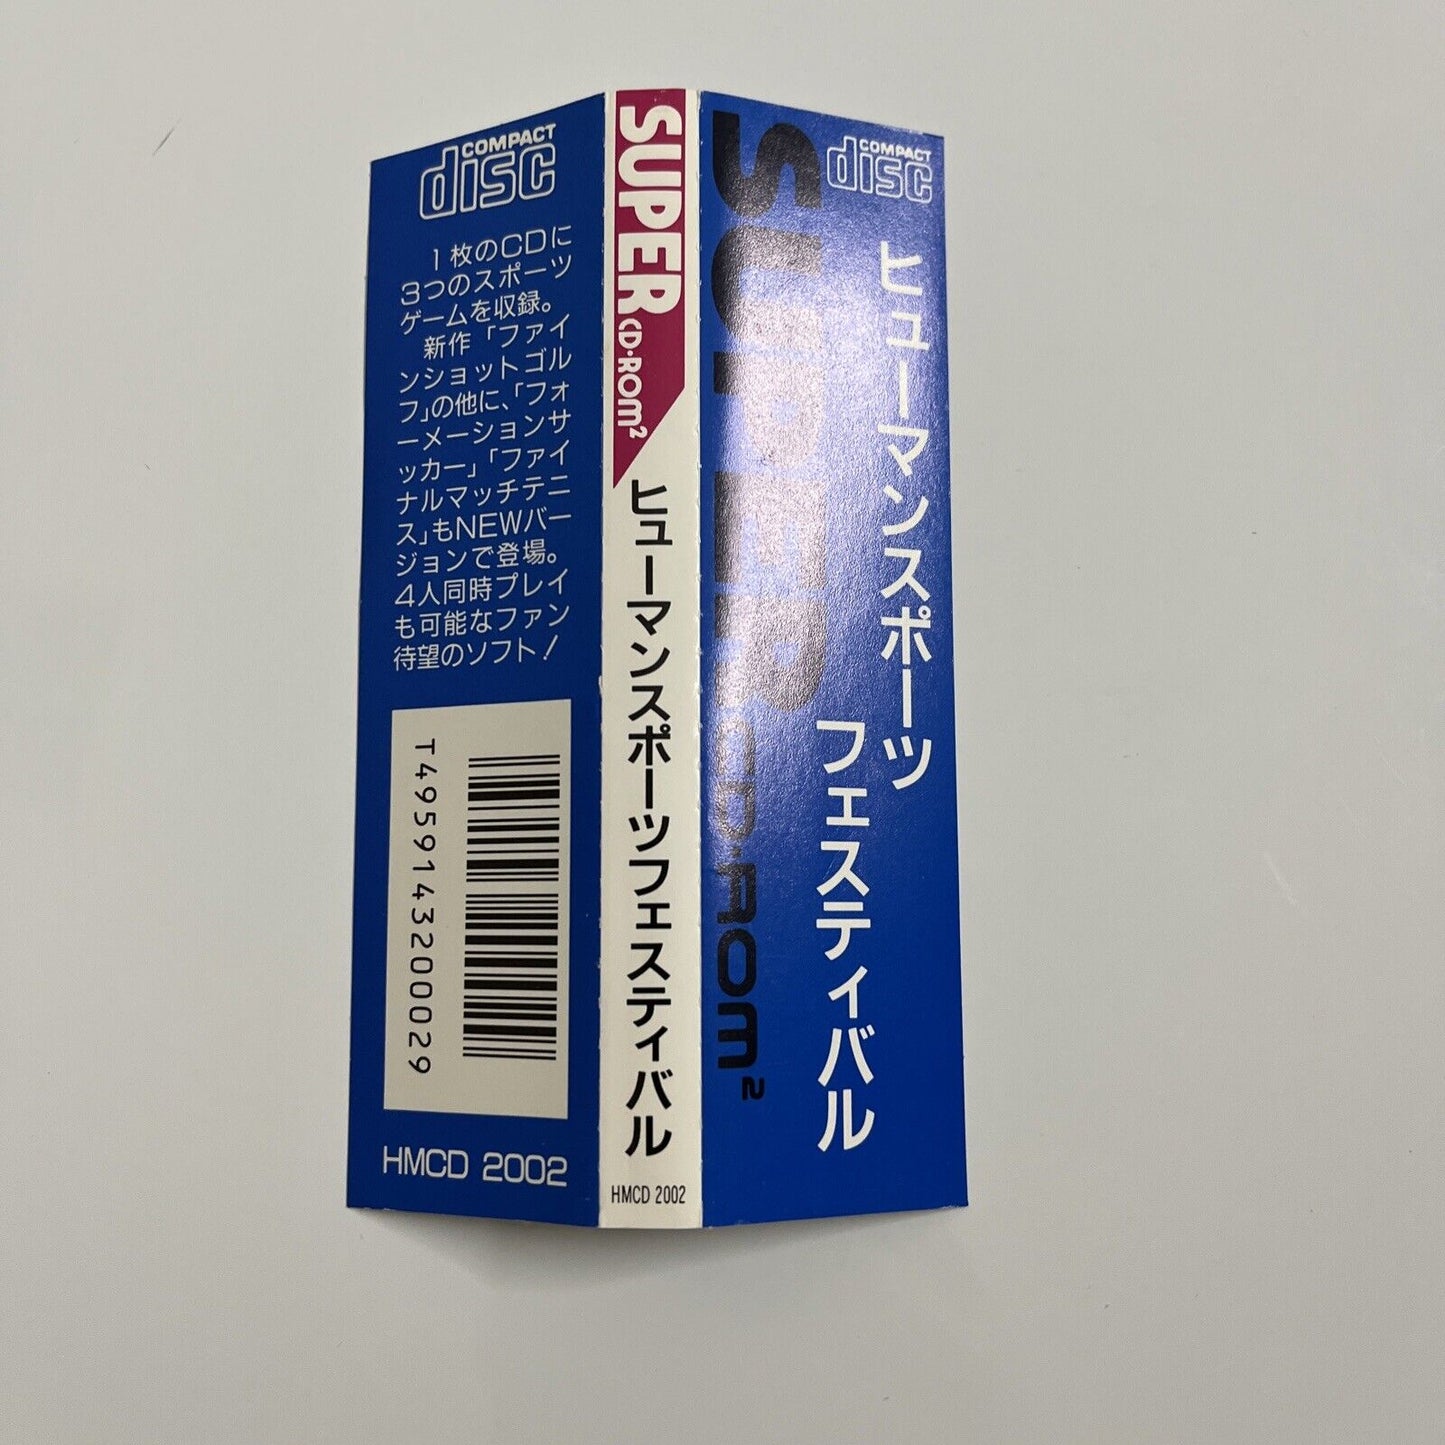 COMPACT
disc
1枚のCDに
3つのスポーツ
ゲームを収録。
新作「ファイ
ンショットゴル
フ」の他に、「フォ
ーメーションサ
ッカー」「ファイ
ナルマッチテニ
ス」もNEWバー
ジョンで登場。
4人同時プレイ
も可能なファン
待望のソフト!
T4959143200029
HMCD 2002
SUPER
CD・ROM2
ヒューマンスポーツフェスティバル
HMCD 2002
COMPACT
disc
ヒューマンスポーツ
フェスティバル
SUPER CD・ROM2